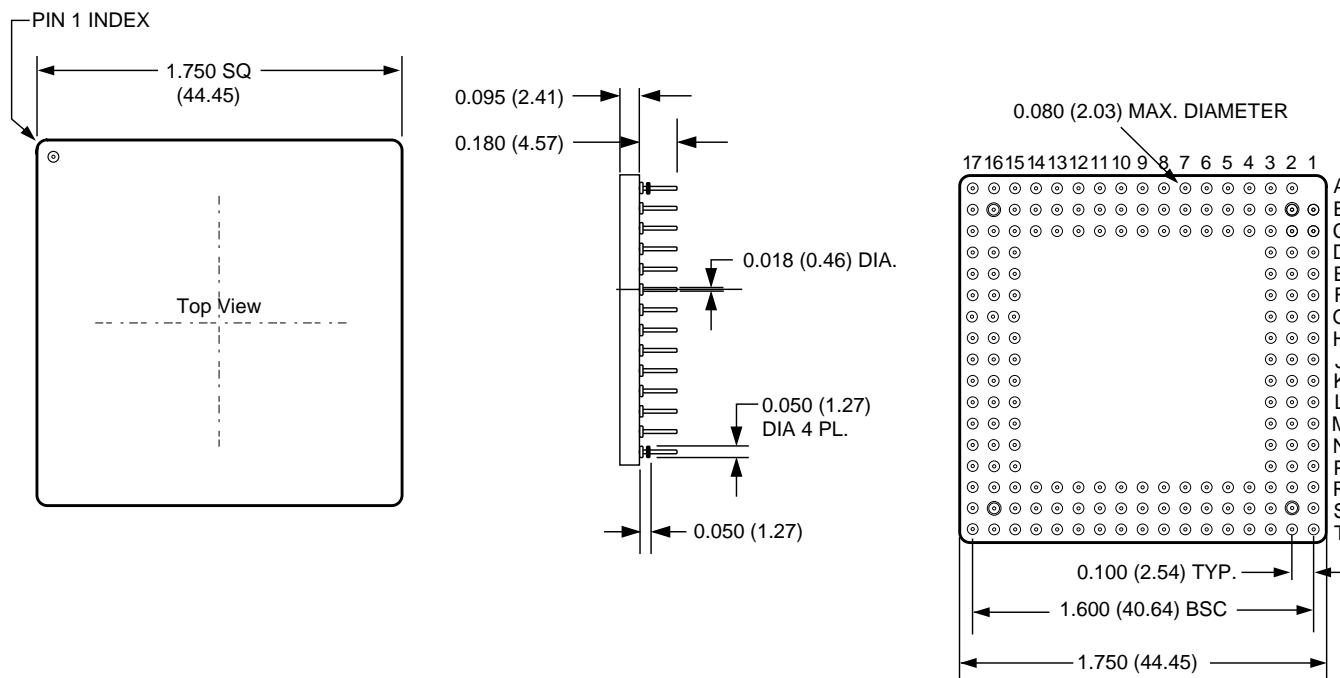 PIN 1 INDEX
1.750 SQ
(44.45)
Top View
0.095 (2.41)
0.180 (4.57)
0.018 (0.46) DIA.
0.050 (1.27)
DIA 4 PL.
0.050 (1.27)
0.080 (2.03) MAX. DIAMETER
17 16 15 14 13 12 11 10 9 8 7 6 5 4 3 2 1
0.100 (2.54) TYP.
1.600 (40.64) BSC
1.750 (44.45)